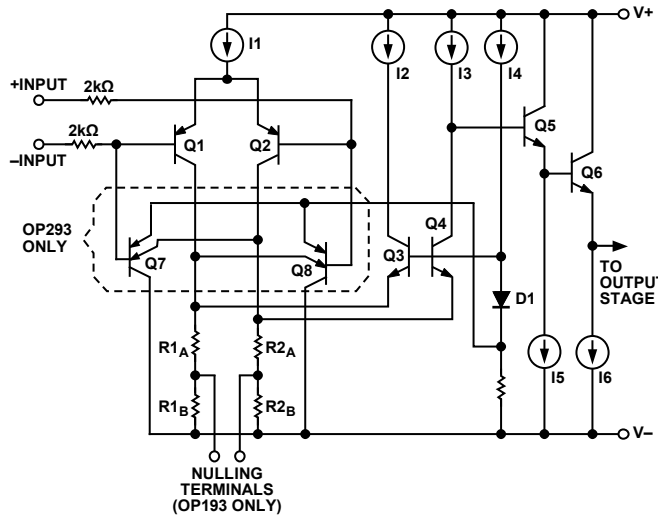 V+
I1
I2
I3
I4
+INPUT
2kΩ
2kΩ
–INPUT
Q1
Q2
Q5
Q6
OP293
ONLY
Q7
Q8
Q3
Q4
TO
OUTPUT
STAGE
D1
R1A
R2A
I5
I6
R1B
R2B
V–
NULLING
TERMINALS
(OP193 ONLY)